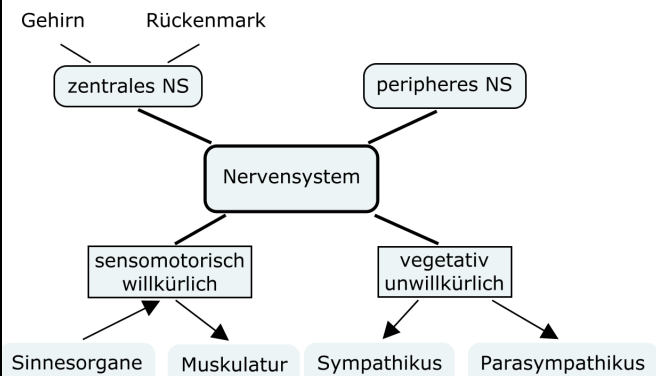 Gehirn
Rückenmark
zentrales NS
peripheres NS
Nervensystem
sensomotorisch
willkürlich
vegetativ
unwillkürlich
Sinnesorgane
Muskulatur
Sympathikus
Parasympathikus